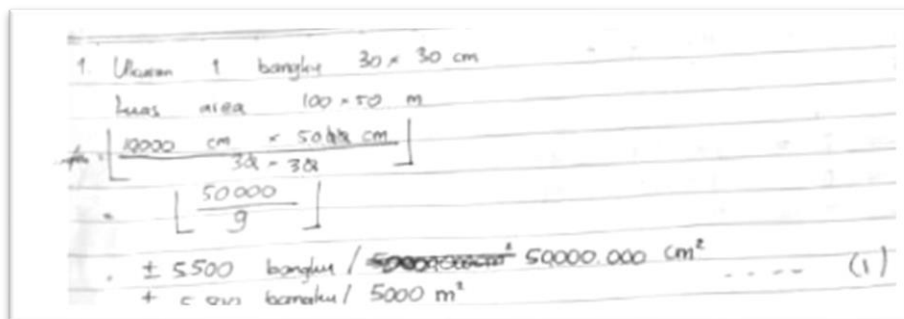 1. Ukuran 1 bangku 30 × 30 cm
Luas area 100 × 50 m
= ⌊ 10000 cm × 5000 cm / 30 × 30 ⌋
= ⌊ 50000 / 9 ⌋
= ± 5500 bangku / 50000.000 cm² .... (1)
± bangku / 5000 m²